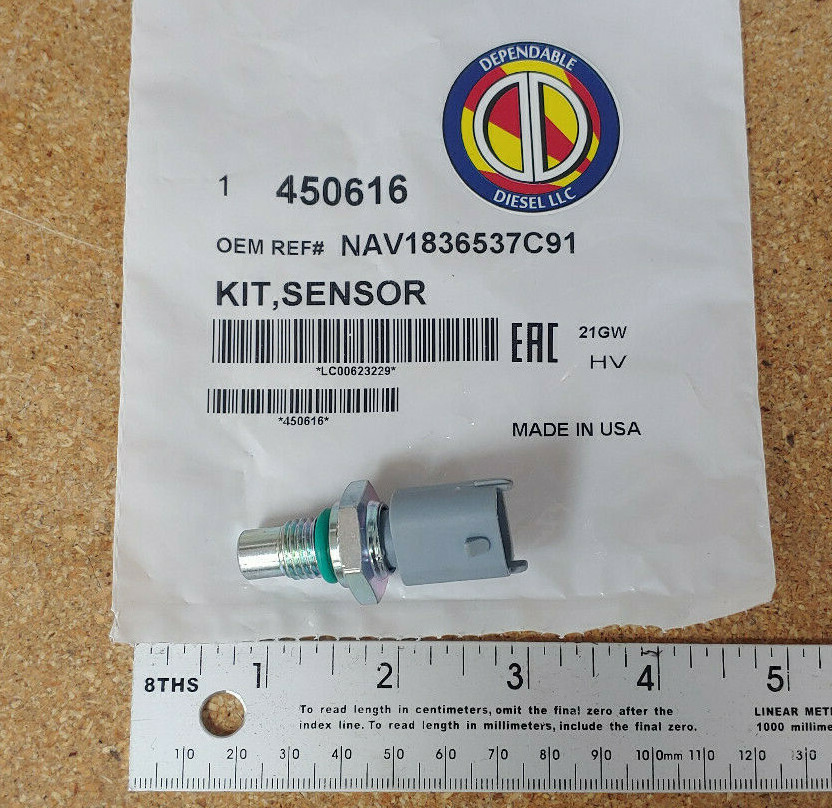 DEPENDABLE
DIESEL LLC
1 450616
OEM REF# NAV1836537C91
KIT,SENSOR
*LC00623229*
EAC 21GW
HV
*450616*
MADE IN USA
8THS 1 2 3 4 5
To read length in centimeters, omit the final zero after the
index line. To read length in millimeters, include the final zero.
LINEAR
1000
10 20 30 40 50 60 70 80 90 100mm 110 120 130